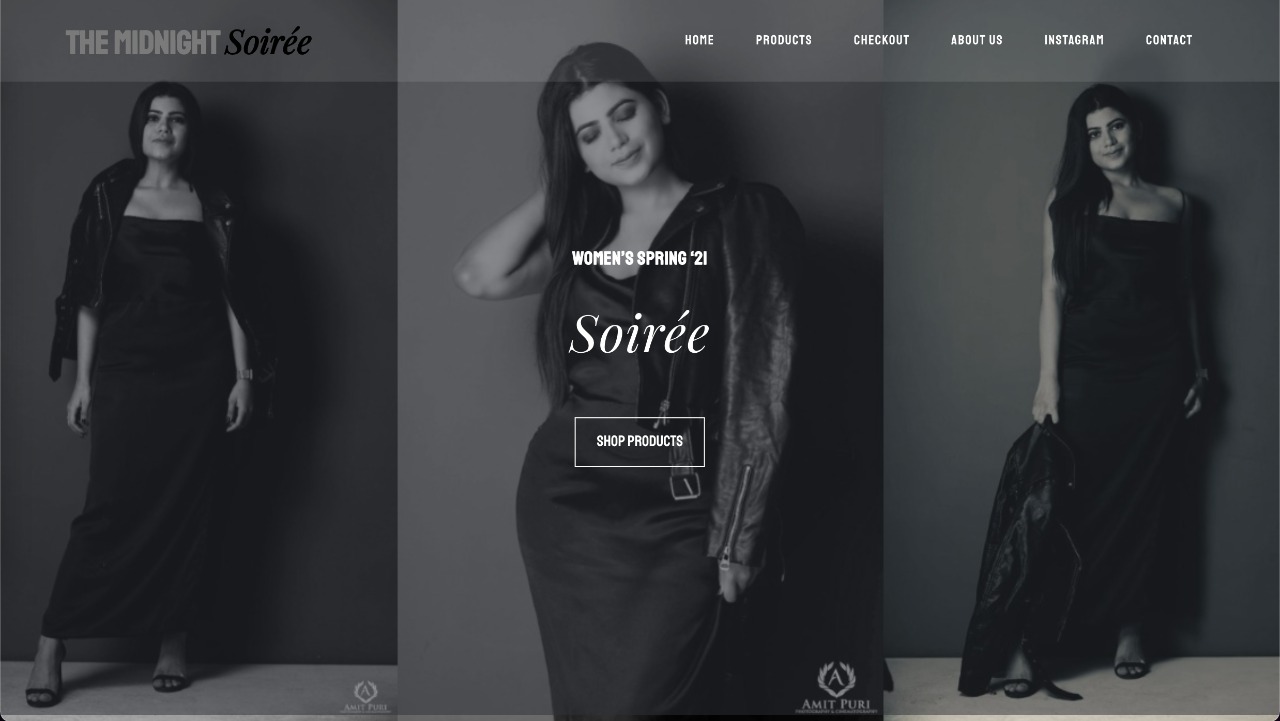 THE MIDNIGHT Soirée
HOME PRODUCTS CHECKOUT ABOUT US INSTAGRAM CONTACT
WOMEN'S SPRING '21
Soirée
SHOP PRODUCTS
A
AMIT PURI
A
AMIT PURI
PHOTOGRAPHY & CINEMATOGRAPHY